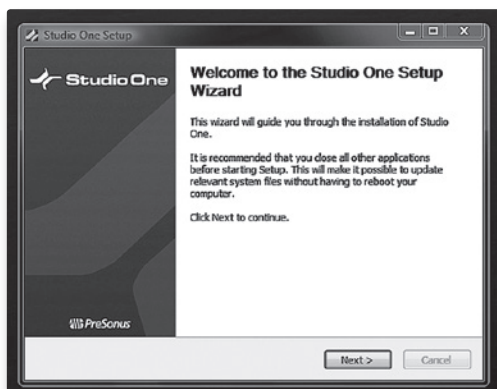 Studio One Setup
Studio One
Welcome to the Studio One Setup
Wizard
This wizard will guide you through the installation of Studio
One.
It is recommended that you close all other applications
before starting Setup. This will make it possible to update
relevant system files without having to reboot your
computer.
Click Next to continue.
PreSonus
Next >
Cancel